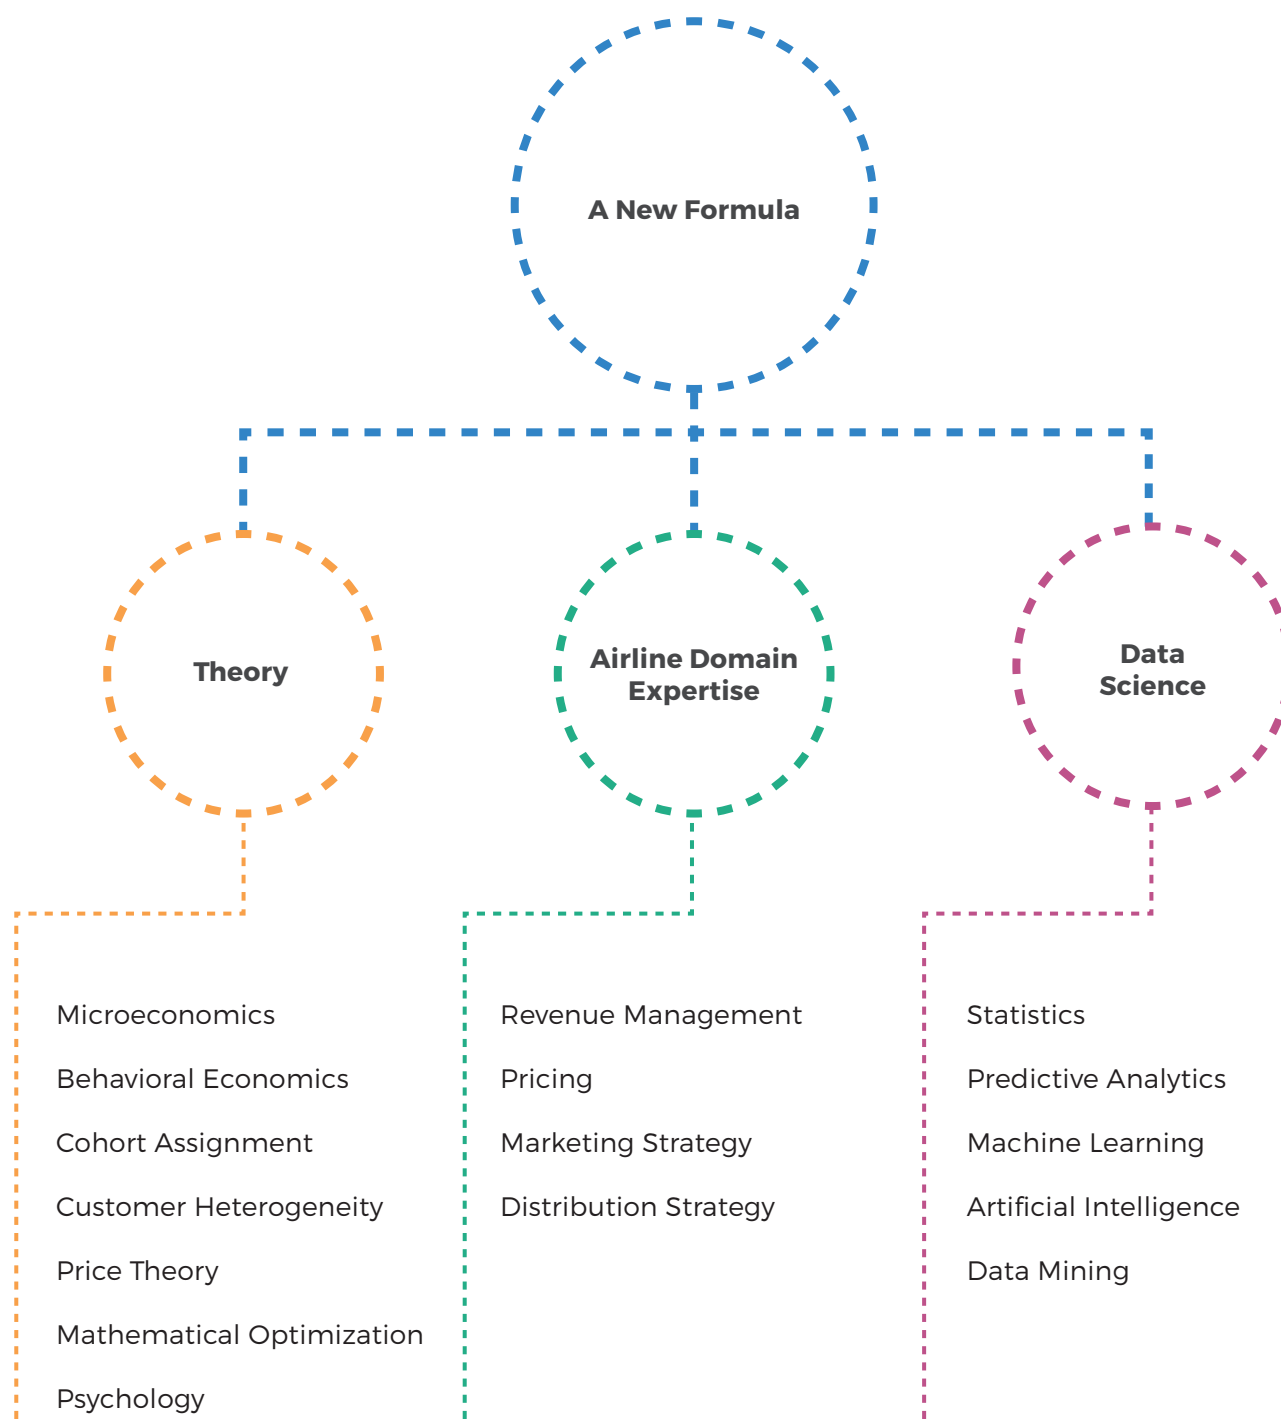 A New Formula
Theory
Airline Domain
Expertise
Data
Science
Microeconomics
Behavioral Economics
Cohort Assignment
Customer Heterogeneity
Price Theory
Mathematical Optimization
Psychology
Revenue Management
Pricing
Marketing Strategy
Distribution Strategy
Statistics
Predictive Analytics
Machine Learning
Artificial Intelligence
Data Mining